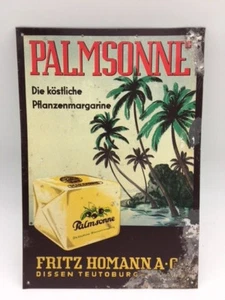 PALMSONNE
Die köstliche
Pflanzenmargarine
Palmsonne
FRITZ HOMANN A·G
DISSEN TEUTOBURG